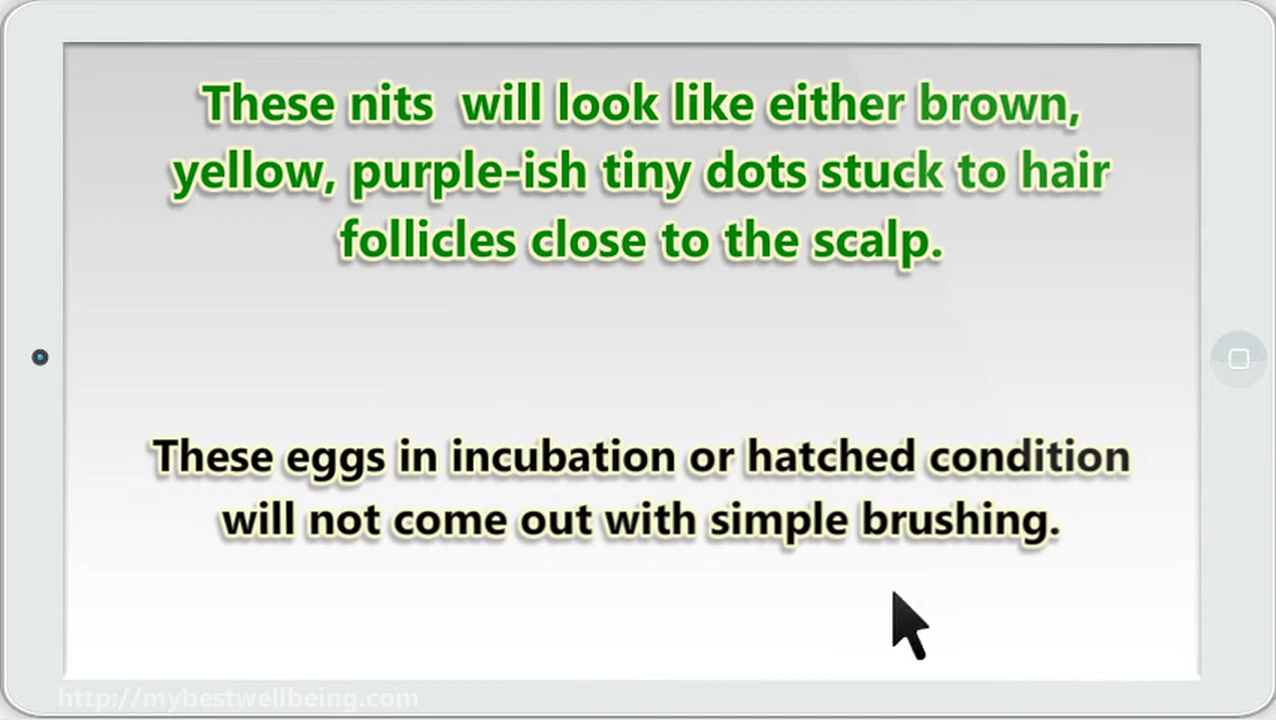 These nits  will look like either brown,
yellow, purple-ish tiny dots stuck to hair
follicles close to the scalp.
These eggs in incubation or hatched condition
will not come out with simple brushing.
http://mybestwellbeing.com